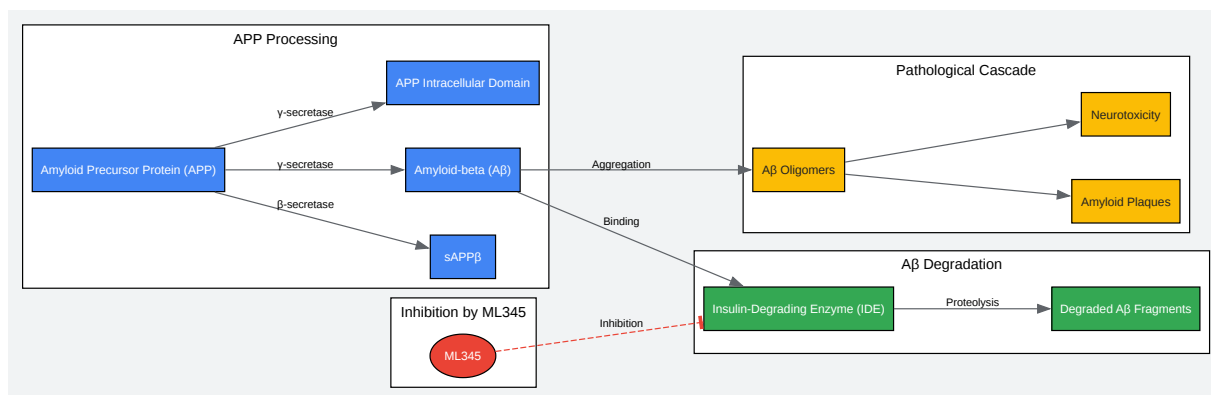 APP Processing
APP Intracellular Domain
γ-secretase
Amyloid Precursor Protein (APP)
γ-secretase
Amyloid-beta (Aβ)
β-secretase
sAPPβ
Aggregation
Binding
Pathological Cascade
Neurotoxicity
Aβ Oligomers
Amyloid Plaques
Aβ Degradation
Insulin-Degrading Enzyme (IDE)
Proteolysis
Degraded Aβ Fragments
Inhibition by ML345
ML345
Inhibition